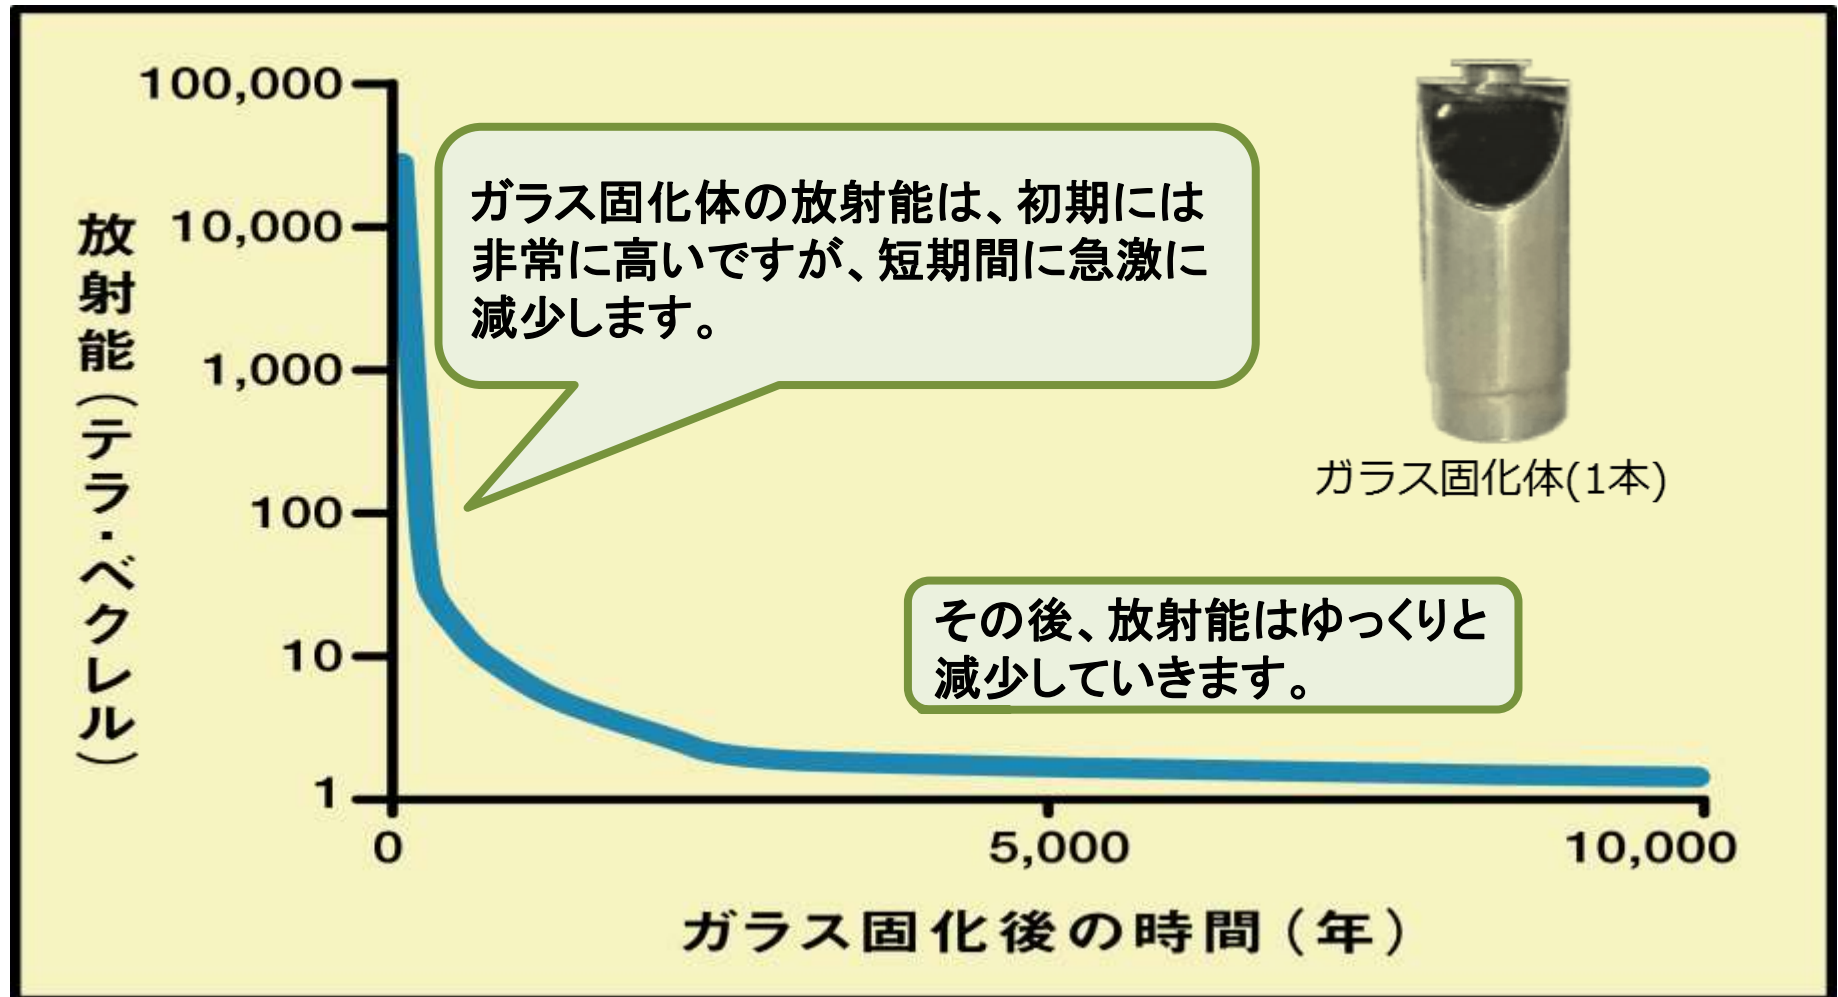 100,000
10,000
1,000
100
10
1
放射能(テラ・ベクレル)
ガラス固化体の放射能は、初期には
非常に高いですが、短期間に急激に
減少します。
ガラス固化体(1本)
その後、放射能はゆっくりと
減少していきます。
0
5,000
10,000
ガラス固化後の時間(年)